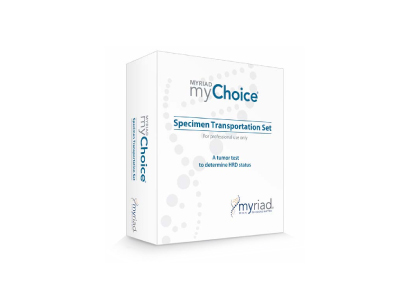 MYRIAD
myChoice
Specimen Transportation Set
(For professional use only)
A tumor test
to determine HRD status
myriad
MYRIAD
myChoice
Specimen Transportation Set